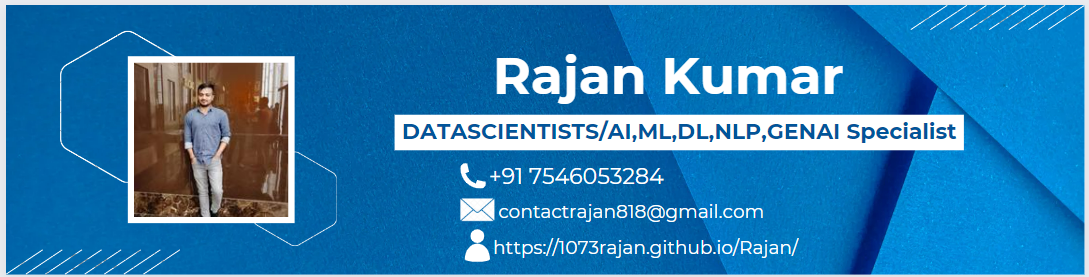 Rajan Kumar
DATASCIENTISTS/AI,ML,DL,NLP,GENAI Specialist
+91 7546053284
contactrajan818@gmail.com
https://1073rajan.github.io/Rajan/